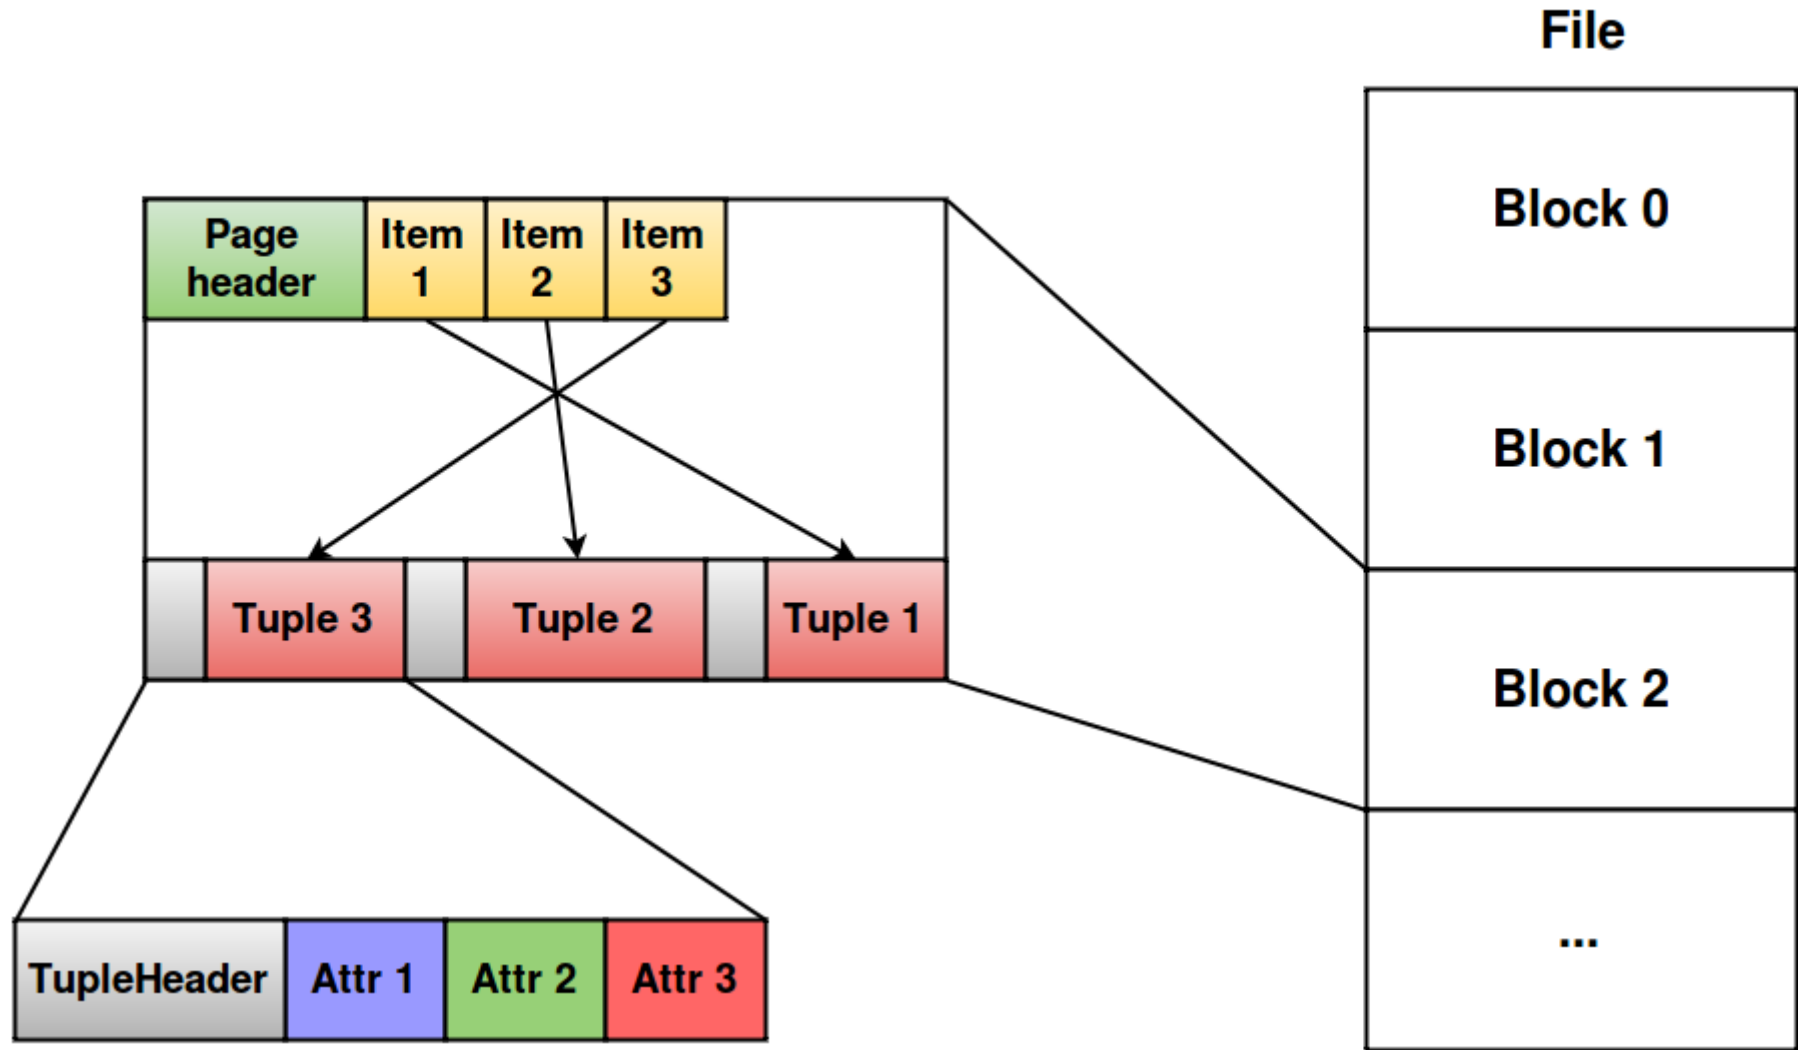 File
Block 0
Block 1
Block 2
...
Page
header
Item
1
Item
2
Item
3
Tuple 3
Tuple 2
Tuple 1
TupleHeader
Attr 1
Attr 2
Attr 3